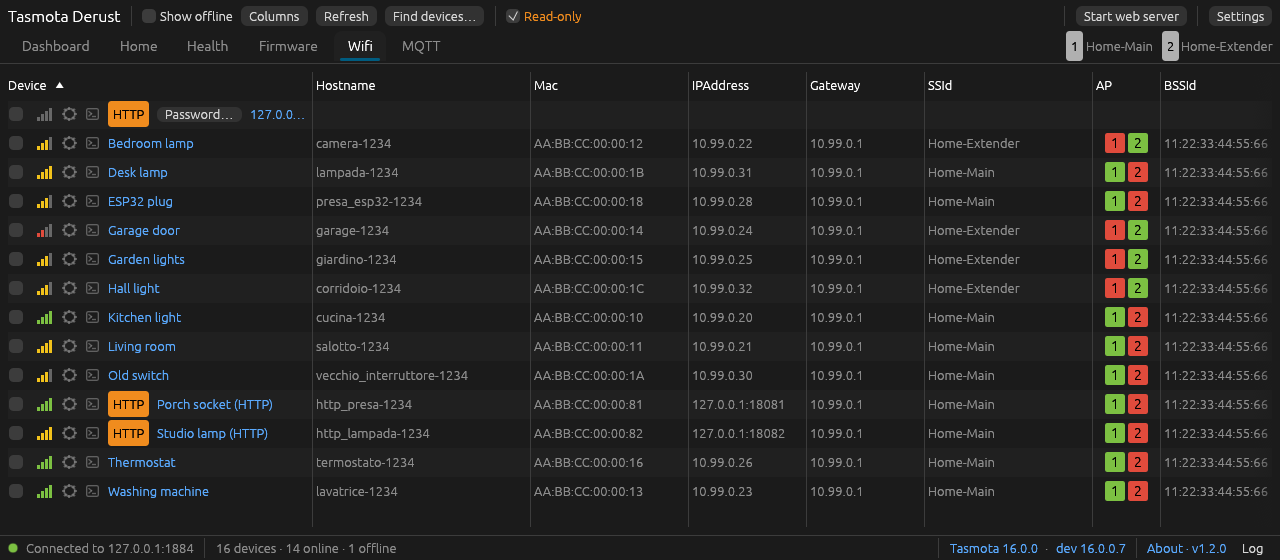 Tasmota Derust Show offline Columns Refresh Find devices... Read-only Start web server Settings
Dashboard Home Health Firmware Wifi MQTT 1 Home-Main 2 Home-Extender
Device Hostname Mac IPAddress Gateway SSId AP BSSId
HTTP Password... 127.0.0...
Bedroom lamp camera-1234 AA:BB:CC:00:00:12 10.99.0.22 10.99.0.1 Home-Extender 1 2 11:22:33:44:55:66
Desk lamp lampada-1234 AA:BB:CC:00:00:1B 10.99.0.31 10.99.0.1 Home-Main 1 2 11:22:33:44:55:66
ESP32 plug presa_esp32-1234 AA:BB:CC:00:00:18 10.99.0.28 10.99.0.1 Home-Main 1 2 11:22:33:44:55:66
Garage door garage-1234 AA:BB:CC:00:00:14 10.99.0.24 10.99.0.1 Home-Extender 1 2 11:22:33:44:55:66
Garden lights giardino-1234 AA:BB:CC:00:00:15 10.99.0.25 10.99.0.1 Home-Extender 1 2 11:22:33:44:55:66
Hall light corridoio-1234 AA:BB:CC:00:00:1C 10.99.0.32 10.99.0.1 Home-Extender 1 2 11:22:33:44:55:66
Kitchen light cucina-1234 AA:BB:CC:00:00:10 10.99.0.20 10.99.0.1 Home-Main 1 2 11:22:33:44:55:66
Living room salotto-1234 AA:BB:CC:00:00:11 10.99.0.21 10.99.0.1 Home-Main 1 2 11:22:33:44:55:66
Old switch vecchio_interruttore-1234 AA:BB:CC:00:00:1A 10.99.0.30 10.99.0.1 Home-Main 1 2 11:22:33:44:55:66
HTTP Porch socket (HTTP) http_presa-1234 AA:BB:CC:00:00:81 127.0.0.1:18081 10.99.0.1 Home-Main 1 2 11:22:33:44:55:66
HTTP Studio lamp (HTTP) http_lampada-1234 AA:BB:CC:00:00:82 127.0.0.1:18082 10.99.0.1 Home-Main 1 2 11:22:33:44:55:66
Thermostat termostato-1234 AA:BB:CC:00:00:16 10.99.0.26 10.99.0.1 Home-Main 1 2 11:22:33:44:55:66
Washing machine lavatrice-1234 AA:BB:CC:00:00:13 10.99.0.23 10.99.0.1 Home-Main 1 2 11:22:33:44:55:66
Connected to 127.0.0.1:1884 16 devices · 14 online · 1 offline Tasmota 16.0.0 · dev 16.0.0.7 About · v1.2.0 Log